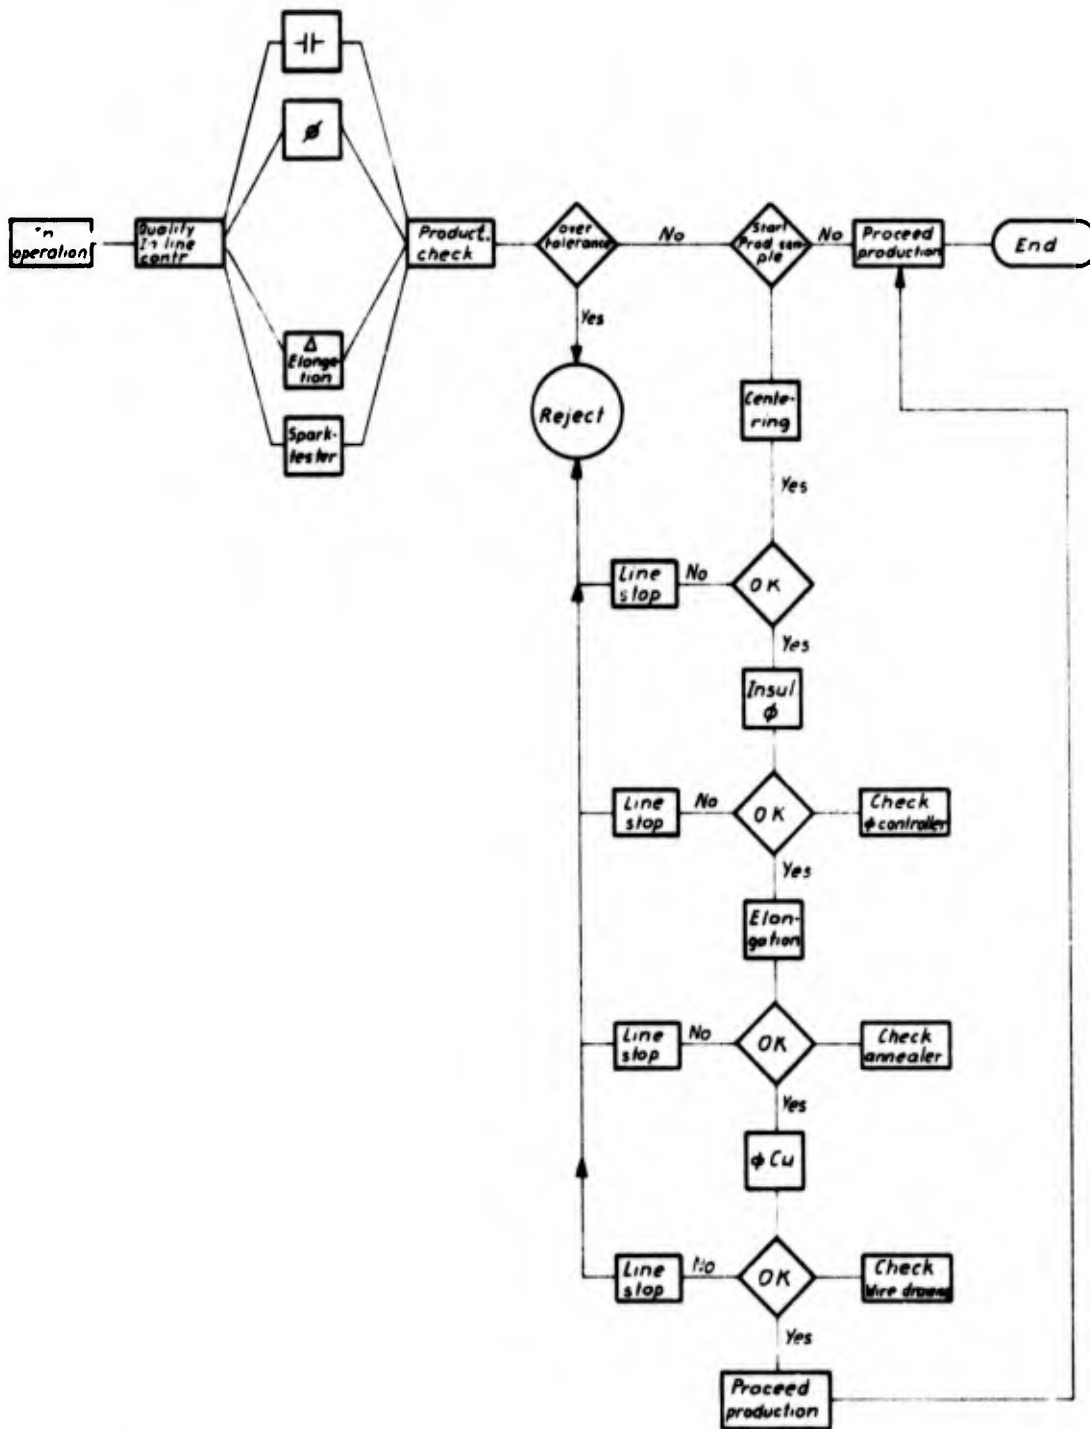 ø
In
operation
Quality
In line
contr
Product.
check
Over
tolerance
No
Start
Prod sam-
ple
No
Proceed
production
End
Yes
Δ
Elonga-
tion
Reject
Cente-
ring
Spark-
tester
Yes
Line
stop
No
OK
Yes
Insul
ϕ
Line
stop
No
OK
Check
ϕ controller
Yes
Elon-
gation
Line
stop
No
OK
Check
annealer
Yes
ϕ Cu
Line
stop
No
OK
Check
Wire drawing
Yes
Proceed
production